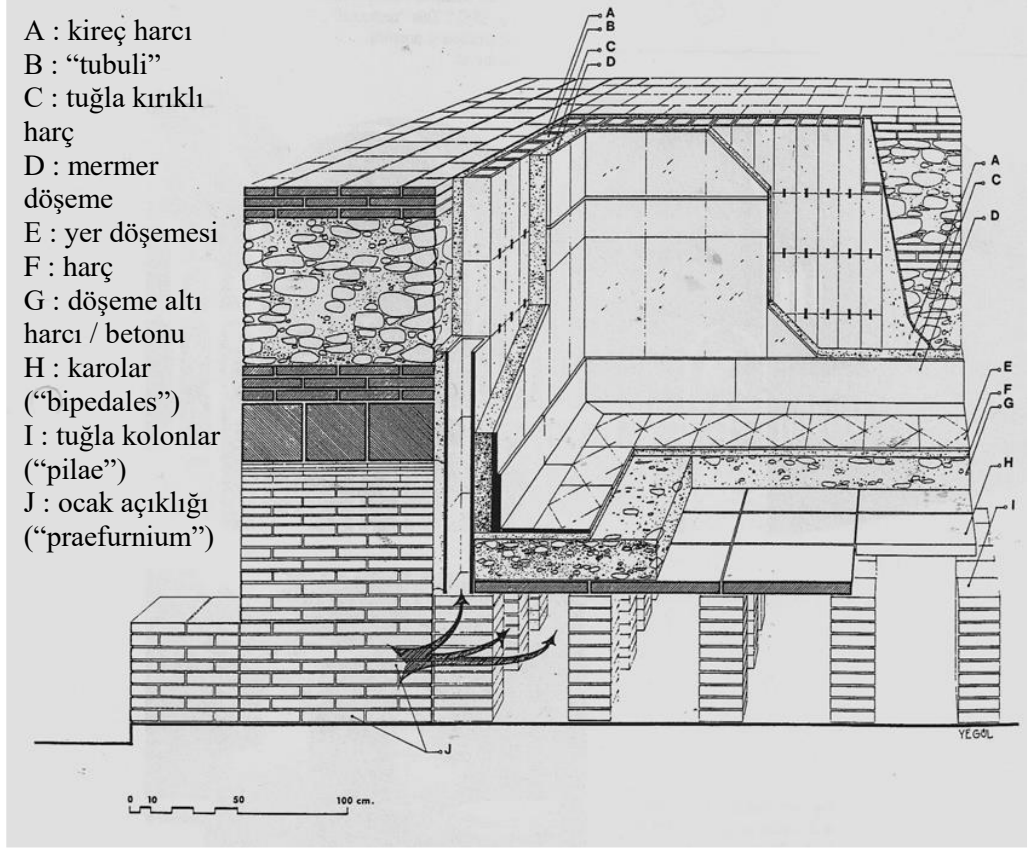 A : kireç harcı
B : “tubuli”
C : tuğla kırıklı
harç
D : mermer
döşeme
E : yer döşemesi
F : harç
G : döşeme altı
harcı / betonu
H : karolar
(“bipedales”)
I : tuğla kolonlar
(“pilae”)
J : ocak açıklığı
(“praefurnium”)
A
B
C
D
A
C
D
E
F
G
H
I
J
YEGÜL
0 10 50 100 cm.